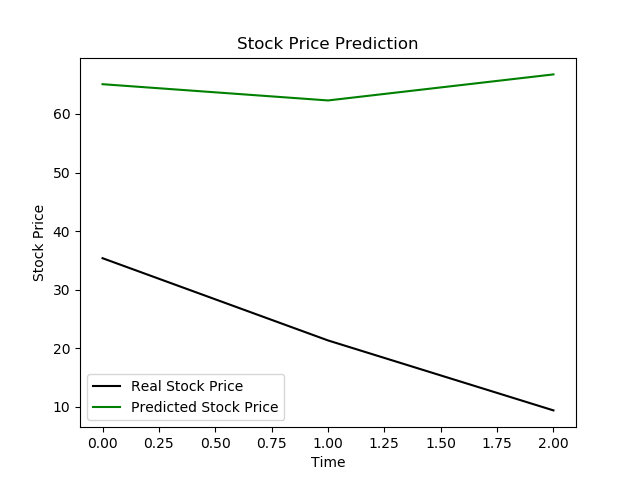 Stock Price Prediction
60
50
40
30
20
10
Stock Price
Real Stock Price
Predicted Stock Price
0.00 0.25 0.50 0.75 1.00 1.25 1.50 1.75 2.00
Time